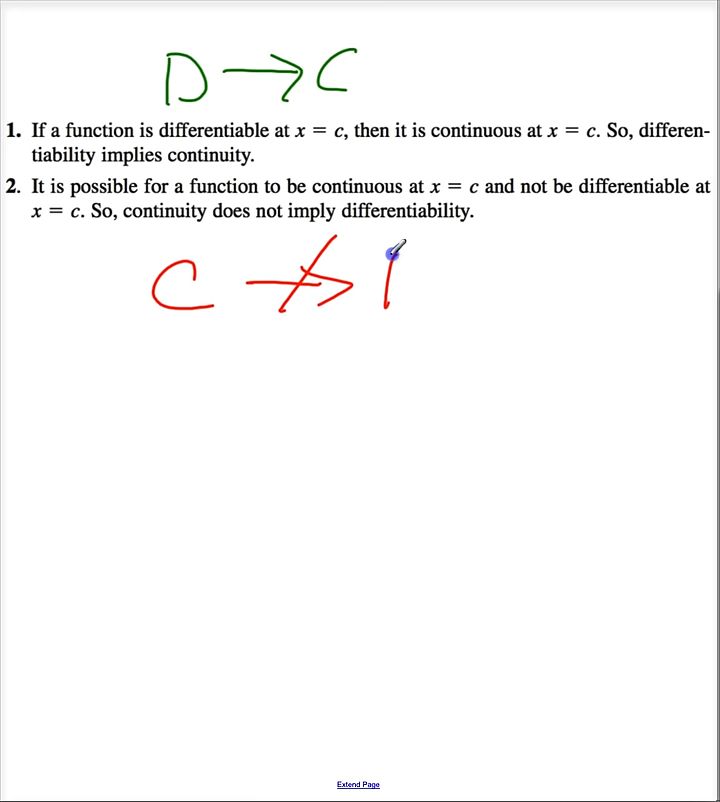 D → C
1. If a function is differentiable at x = c, then it is continuous at x = c. So, differen-
tiability implies continuity.
2. It is possible for a function to be continuous at x = c and not be differentiable at
x = c. So, continuity does not imply differentiability.
C ↛
Extend Page